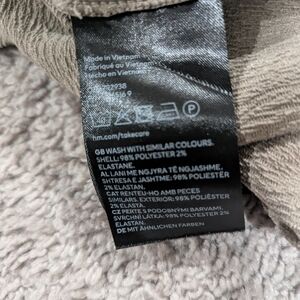 Made in Vietnam
Fabriqué au Vietnam
Hecho en Vietnam
hm.com/takecare
GB WASH WITH SIMILAR COLOURS.
SHELL: 98% POLYESTER 2%
ELASTANE.
AL LANI ME NGJYRA TË NGJASHME.
SHTRESA E JASHTME: 98% POLIESTËR
2% ELASTAN.
CAT RENTEU-HO AMB PECES
SIMILARS. EXTERIOR: 98% POLIÈSTER
2% ELASTÀ.
CZ PERTE S PODOBNÝMI BARVAMI.
SVRCHNÍ LÁTKA: 98% POLYESTER 2%
ELASTAN.
DE MIT ÄHNLICHEN FARBEN